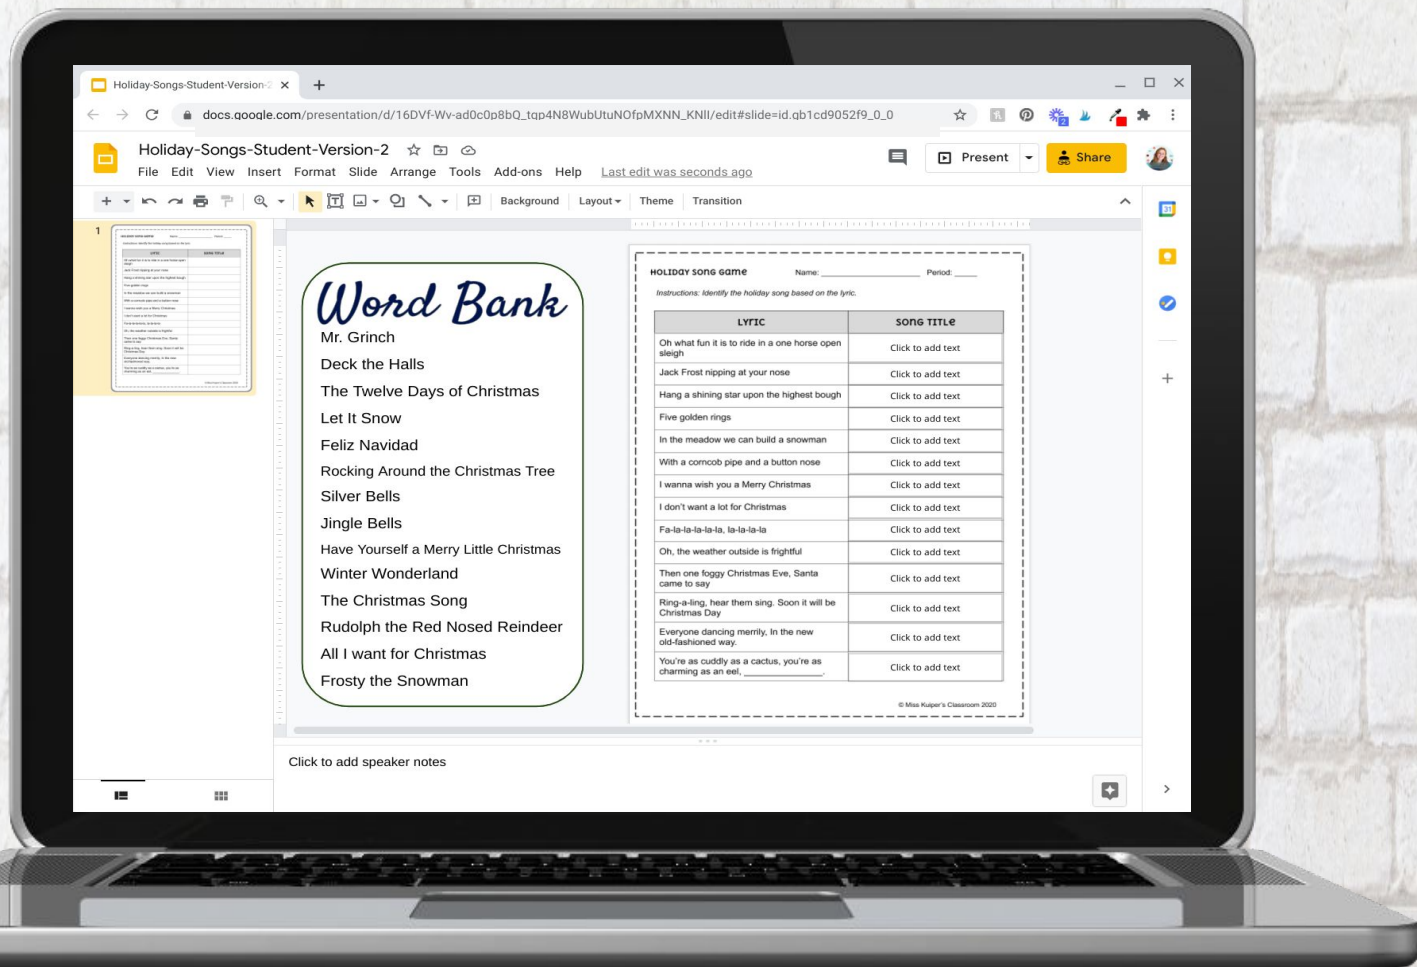 Holiday-Songs-Student-Version-2
docs.google.com/presentation/d/16DVf-Wv-ad0c0p8bQ_tgp4N8WubUtuNOfpMXNN_KNlI/edit#slide=id.gb1cd9052f9_0_0
Holiday-Songs-Student-Version-2
Present
Share
File Edit View Insert Format Slide Arrange Tools Add-ons Help Last edit was seconds ago
Background Layout Theme Transition
31
1
Word Bank
Mr. Grinch
Deck the Halls
The Twelve Days of Christmas
Let It Snow
Feliz Navidad
Rocking Around the Christmas Tree
Silver Bells
Jingle Bells
Have Yourself a Merry Little Christmas
Winter Wonderland
The Christmas Song
Rudolph the Red Nosed Reindeer
All I want for Christmas
Frosty the Snowman
HOLIDAY SONG GAME Name: ____________ Period: _____
Instructions: Identify the holiday song based on the lyric.
LYRIC SONG TITLE
Oh what fun it is to ride in a one horse open
sleigh
Click to add text
Jack Frost nipping at your nose Click to add text
Hang a shining star upon the highest bough Click to add text
Five golden rings Click to add text
In the meadow we can build a snowman Click to add text
With a corncob pipe and a button nose Click to add text
I wanna wish you a Merry Christmas Click to add text
I don't want a lot for Christmas Click to add text
Fa-la-la-la-la-la, la-la-la-la Click to add text
Oh, the weather outside is frightful Click to add text
Then one foggy Christmas Eve, Santa
came to say
Click to add text
Ring-a-ling, hear them sing. Soon it will be
Christmas Day
Click to add text
Everyone dancing merrily, In the new
old-fashioned way.
Click to add text
You're as cuddly as a cactus, you're as
charming as an eel, ____________.
Click to add text
© Miss Kuiper's Classroom 2020
Click to add speaker notes